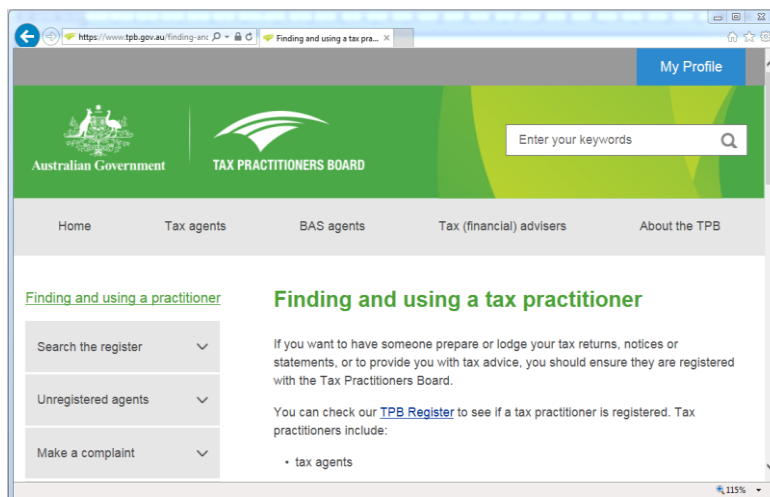 https://www.tpb.gov.au/finding-anc
Finding and using a tax pra...
My Profile
Australian Government
TAX PRACTITIONERS BOARD
Enter your keywords
Home
Tax agents
BAS agents
Tax (financial) advisers
About the TPB
Finding and using a practitioner
Search the register
Unregistered agents
Make a complaint
Finding and using a tax practitioner
If you want to have someone prepare or lodge your tax returns, notices or
statements, or to provide you with tax advice, you should ensure they are registered
with the Tax Practitioners Board.
You can check our TPB Register to see if a tax practitioner is registered. Tax
practitioners include:
• tax agents
115%